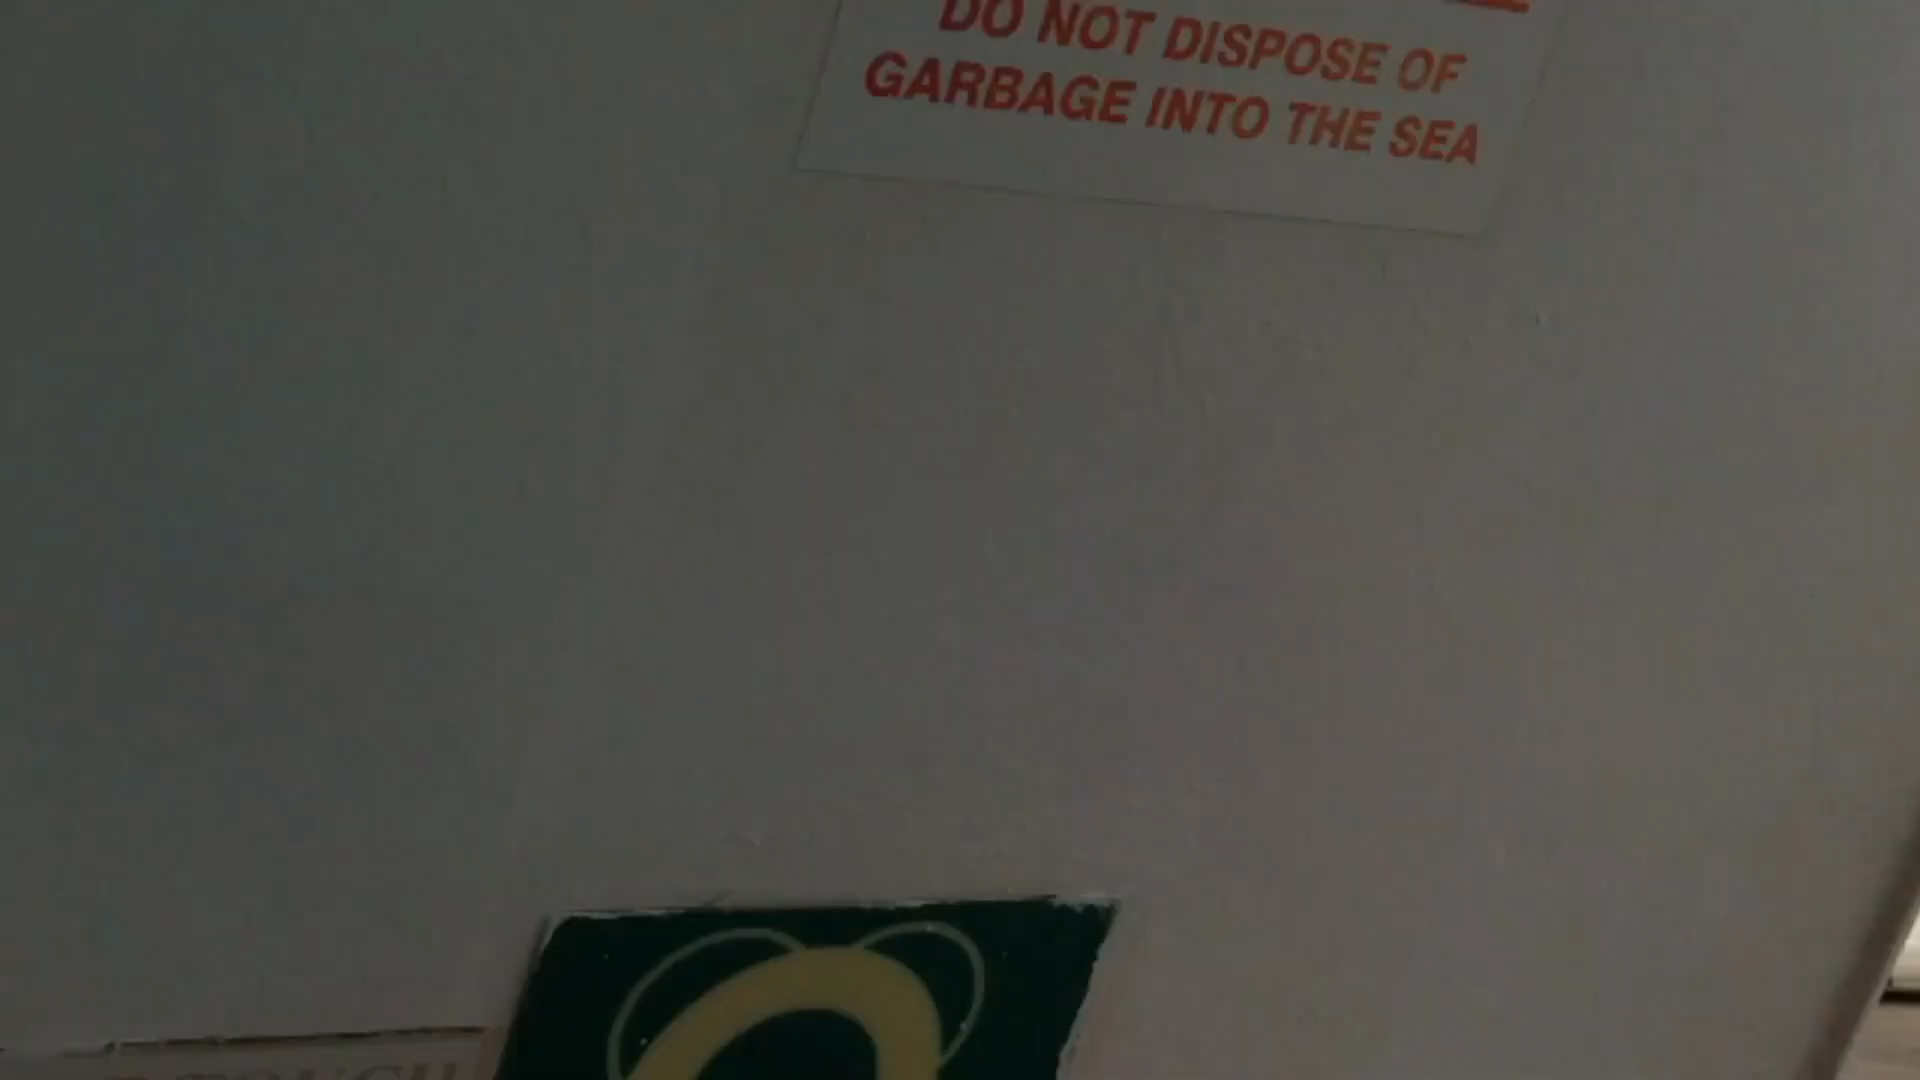 DO NOT DISPOSE OF
GARBAGE INTO THE SEA